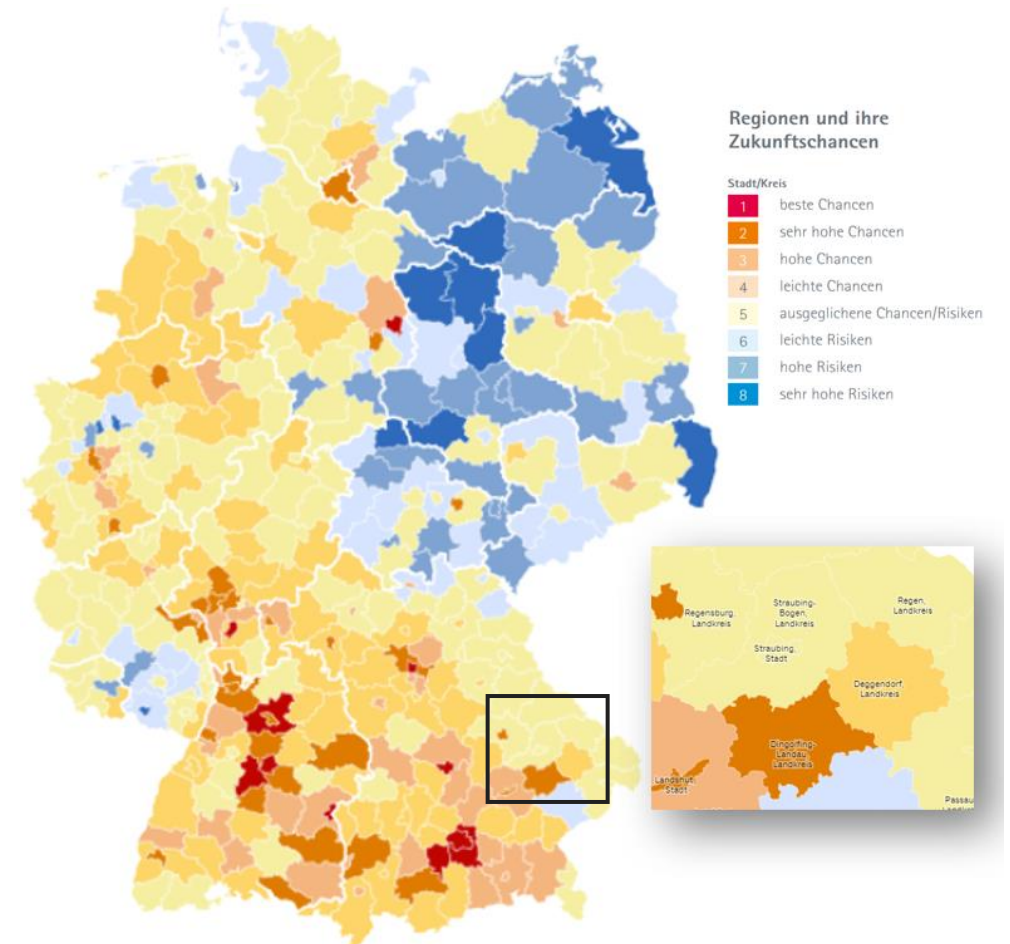 Regionen und ihre
Zukunftschancen
Stadt/Kreis
1 beste Chancen
2 sehr hohe Chancen
3 hohe Chancen
4 leichte Chancen
5 ausgeglichene Chancen/Risiken
6 leichte Risiken
7 hohe Risiken
8 sehr hohe Risiken
Regensburg,
Landkreis
Straubing-
Bogen,
Landkreis
Regen,
Landkreis
Straubing,
Stadt
Deggendorf,
Landkreis
Dingolfing-
Landau,
Landkreis
Landshut,
Stadt
Passau